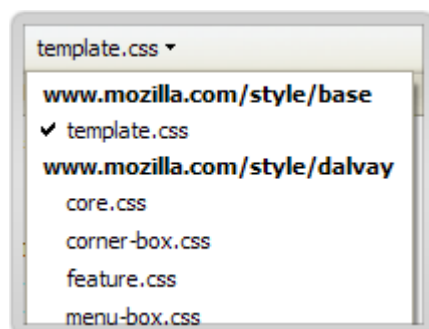 template.css
www.mozilla.com/style/base
template.css
www.mozilla.com/style/dalvay
core.css
corner-box.css
feature.css
menu-box.css